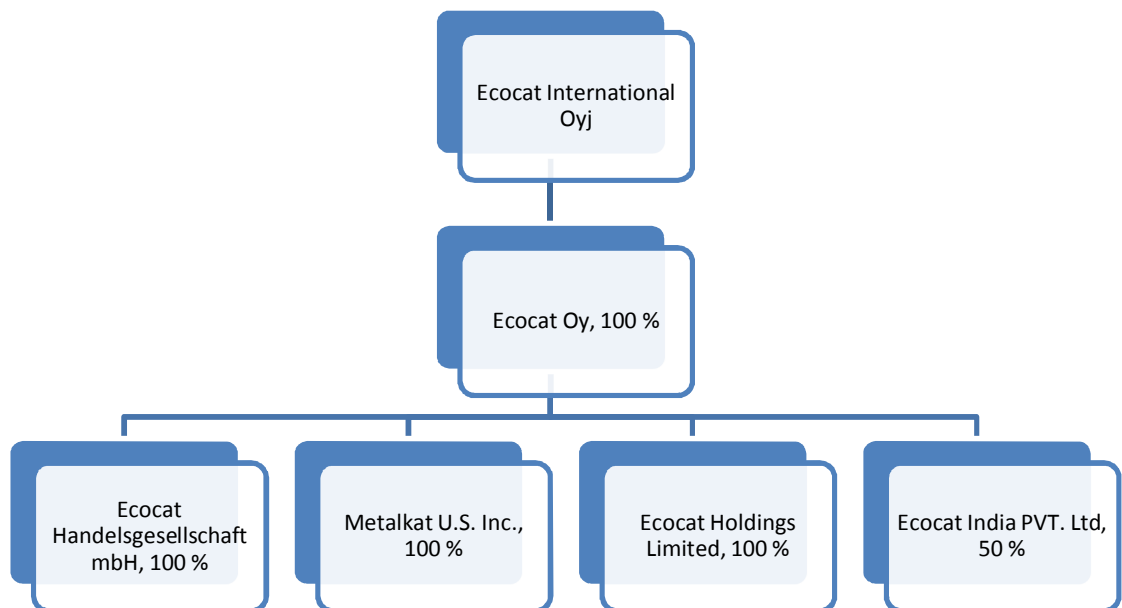 Ecocat International
Oyj
Ecocat Oy, 100 %
Ecocat
Handelsgesellschaft
mbH, 100 %
Metalkat U.S. Inc.,
100 %
Ecocat Holdings
Limited, 100 %
Ecocat India PVT. Ltd,
50 %